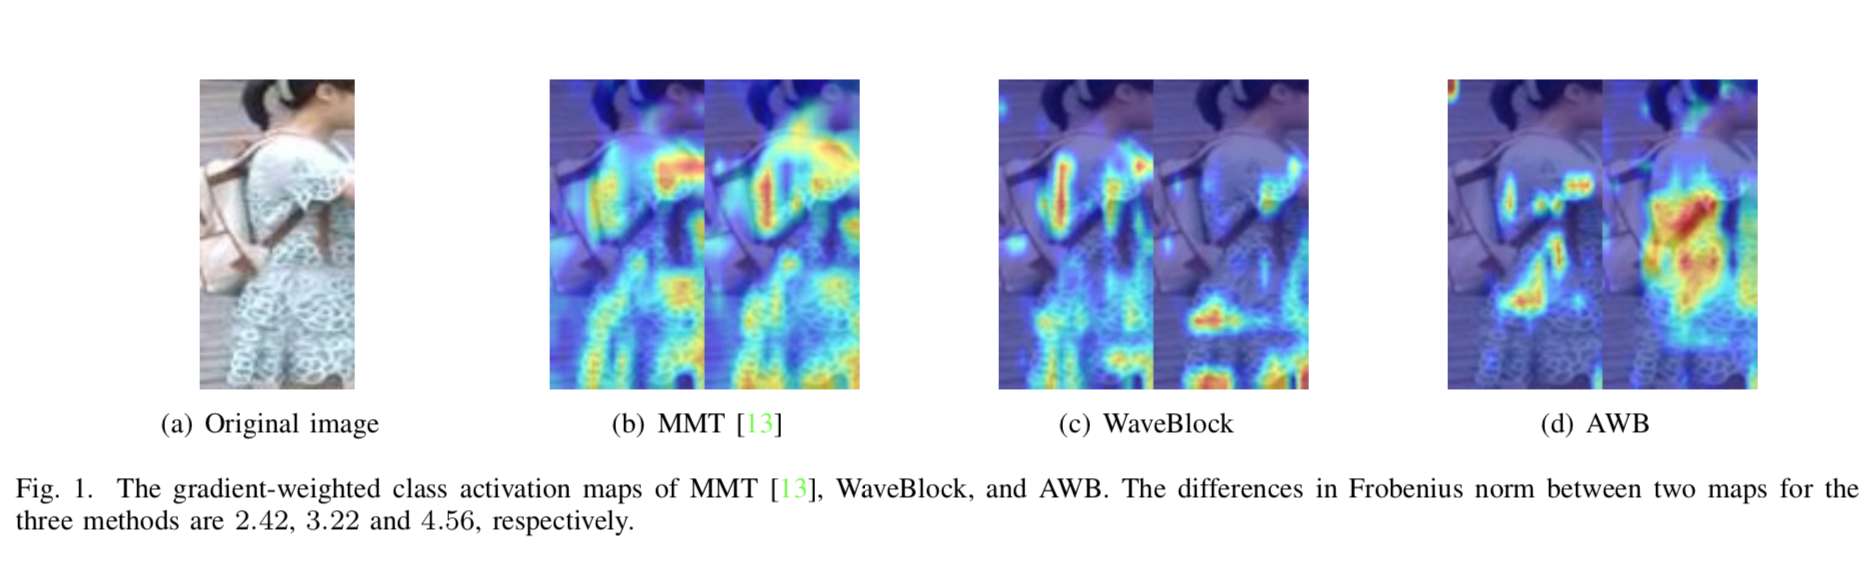 (a) Original image
(b) MMT [13]
(c) WaveBlock
(d) AWB
Fig. 1. The gradient-weighted class activation maps of MMT [13], WaveBlock, and AWB. The differences in Frobenius norm between two maps for the
three methods are 2.42, 3.22 and 4.56, respectively.